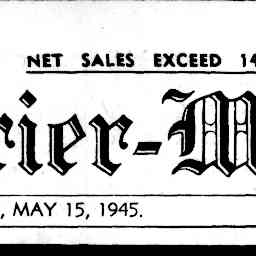 NET SALES EXCEED 14
rier-M
, MAY 15, 1945.